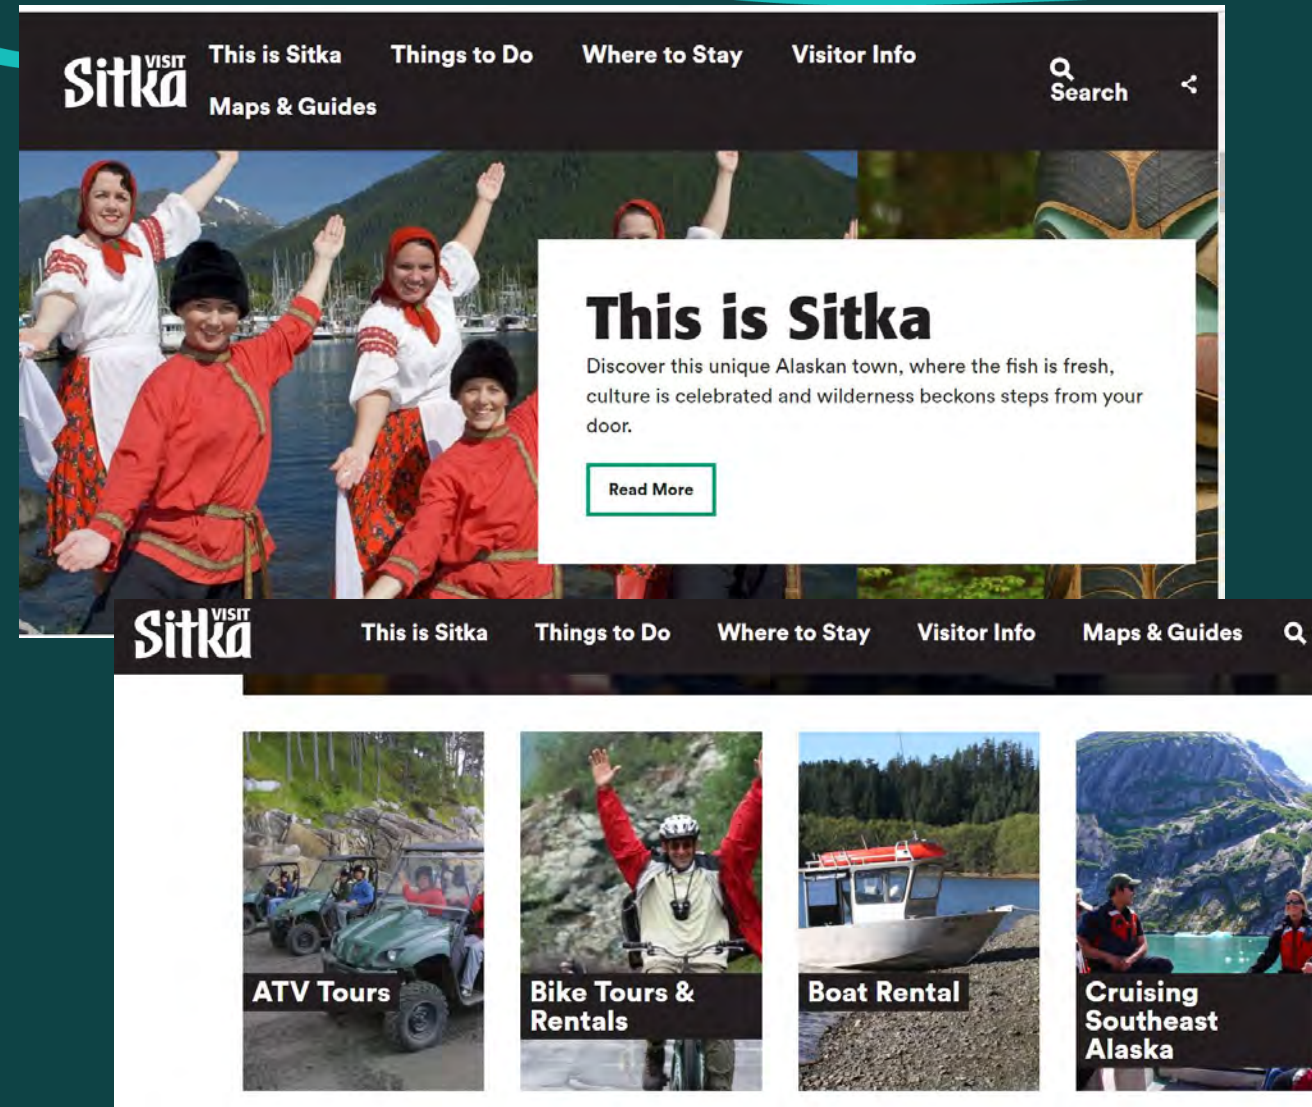 VISIT
Sitka
This is Sitka
Things to Do
Where to Stay
Visitor Info
Maps & Guides
Search
This is Sitka
Discover this unique Alaskan town, where the fish is fresh,
culture is celebrated and wilderness beckons steps from your
door.
Read More
VISIT
Sitka
This is Sitka
Things to Do
Where to Stay
Visitor Info
Maps & Guides
ATV Tours
Bike Tours &
Rentals
Boat Rental
Cruising
Southeast
Alaska